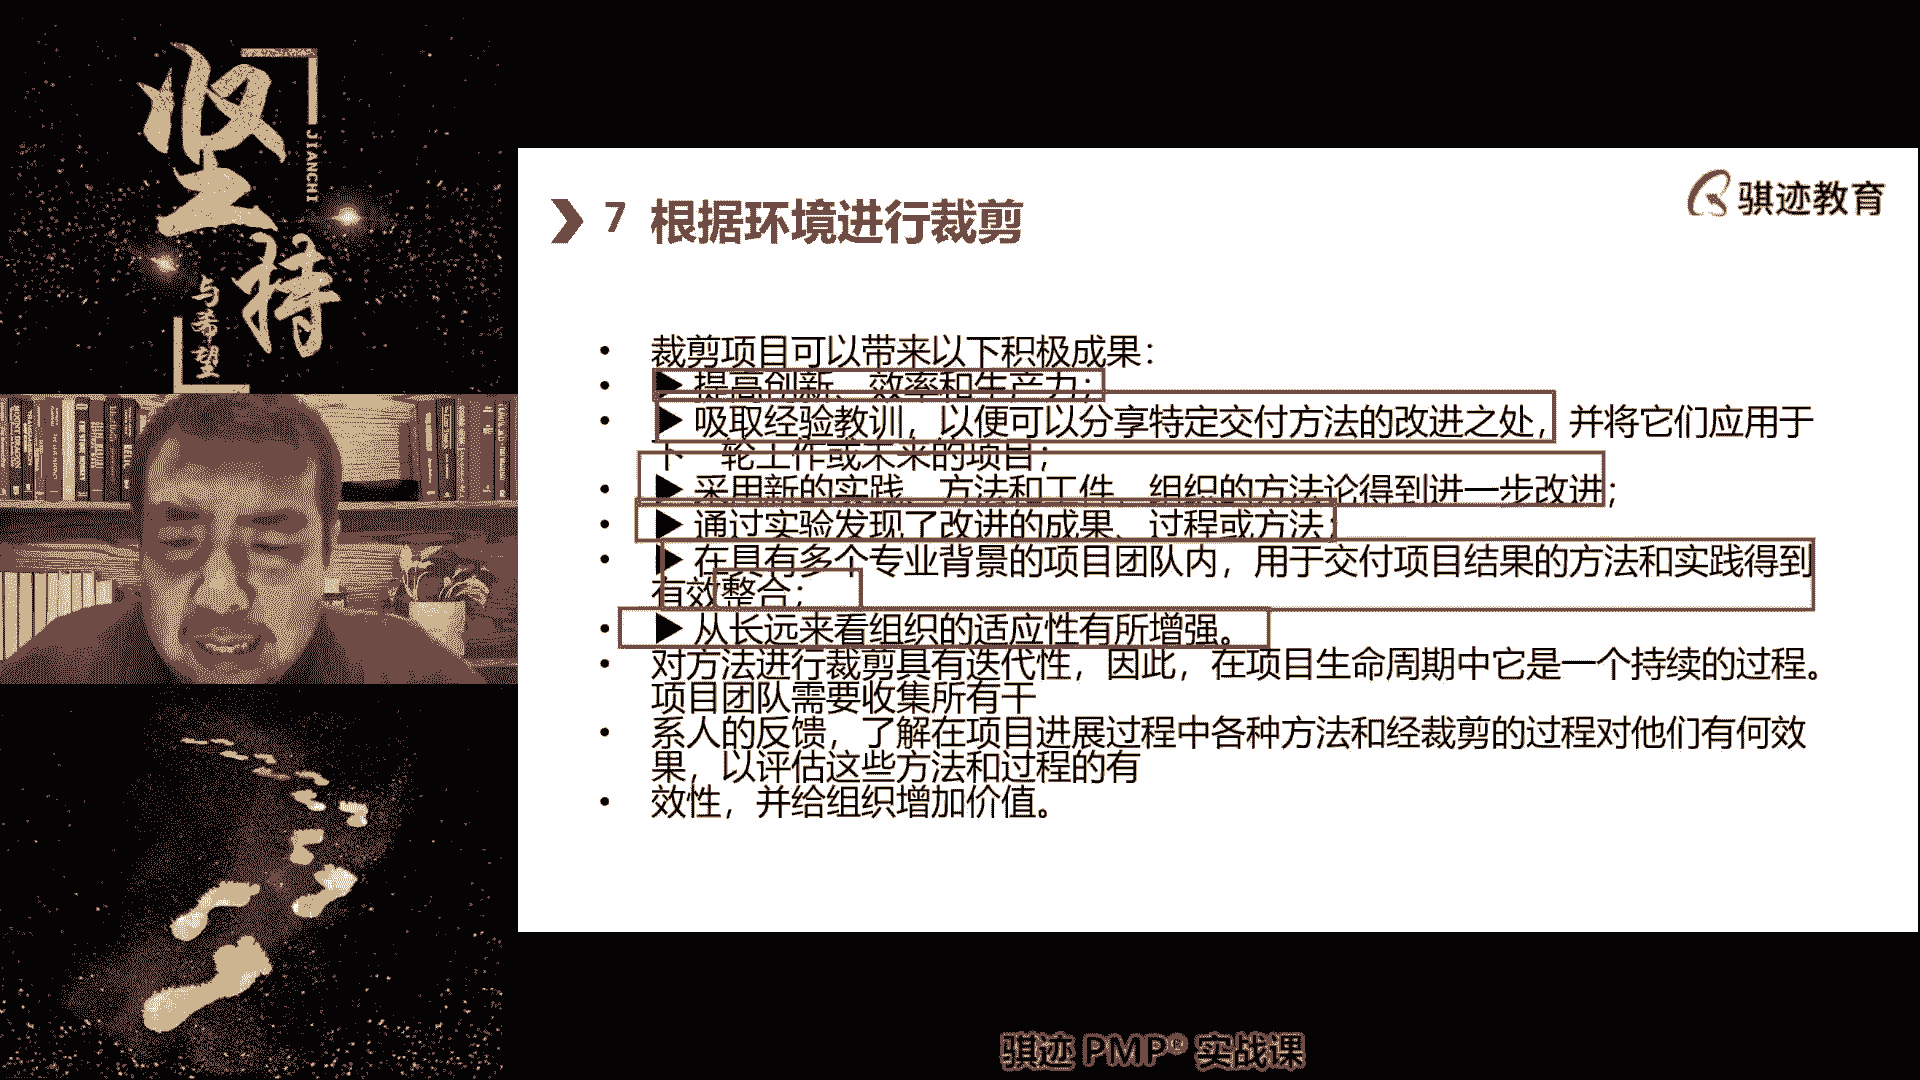 坚持
JIANCHI
与希望
骐迹教育
7 根据环境进行裁剪
• 裁剪项目可以带来以下积极成果：
• ▶ 提高创新、效率和生产力；
• ▶ 吸取经验教训，以便可以分享特定交付方法的改进之处，并将它们应用于
下一轮工作或未来的项目；
• ▶ 采用新的实践、方法和工件，组织的方法论得到进一步改进；
• ▶ 通过实验发现了改进的成果、过程或方法；
• ▶ 在具有多个专业背景的项目团队内，用于交付项目结果的方法和实践得到
有效整合；
• ▶ 从长远来看组织的适应性有所增强。
• 对方法进行裁剪具有迭代性，因此，在项目生命周期中它是一个持续的过程。
项目团队需要收集所有干
• 系人的反馈，了解在项目进展过程中各种方法和经裁剪的过程对他们有何效
果，以评估这些方法和过程的有
• 效性，并给组织增加价值。
骐迹 PMP® 实战课